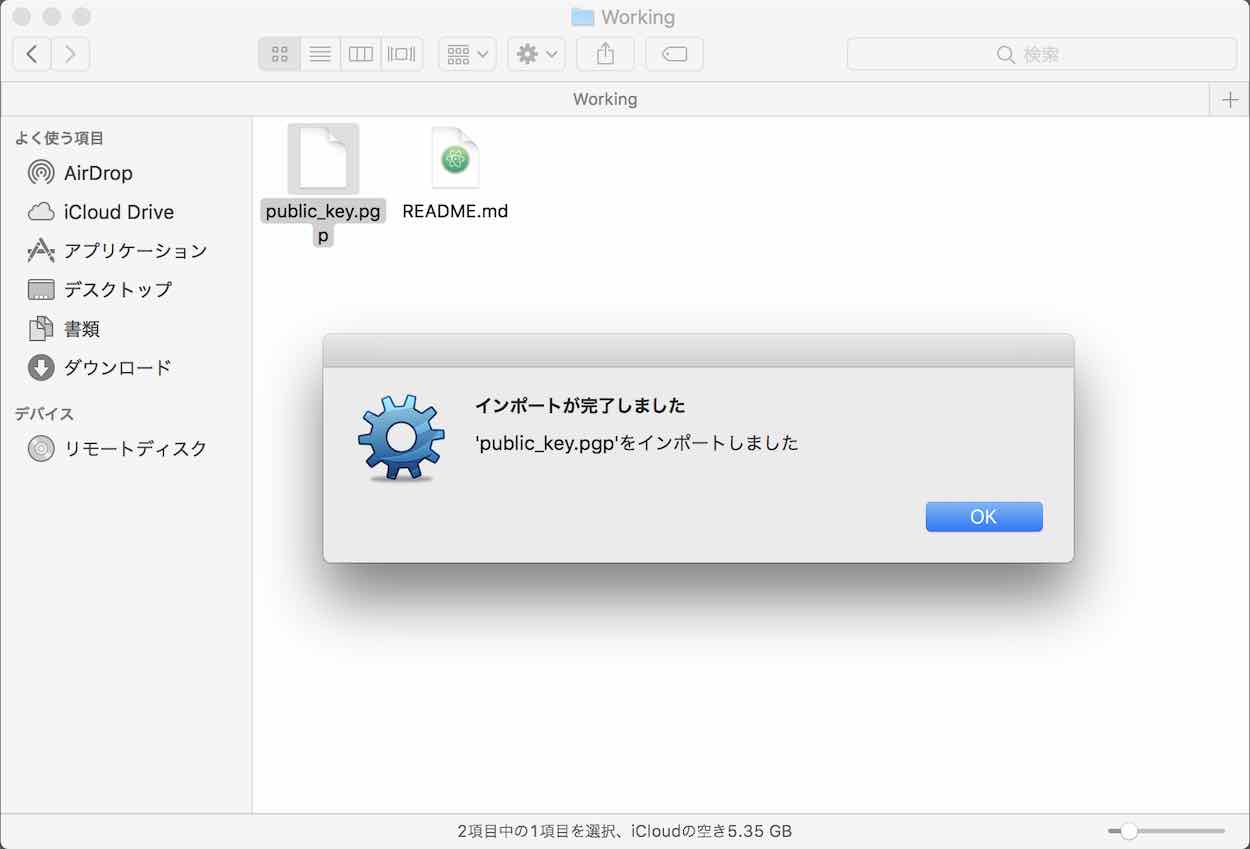 Working
検索
Working
よく使う項目
AirDrop
iCloud Drive
アプリケーション
デスクトップ
書類
ダウンロード
デバイス
リモートディスク
public_key.pg
p
README.md
インポートが完了しました
'public_key.pgp'をインポートしました
OK
2項目中の1項目を選択、iCloudの空き5.35 GB